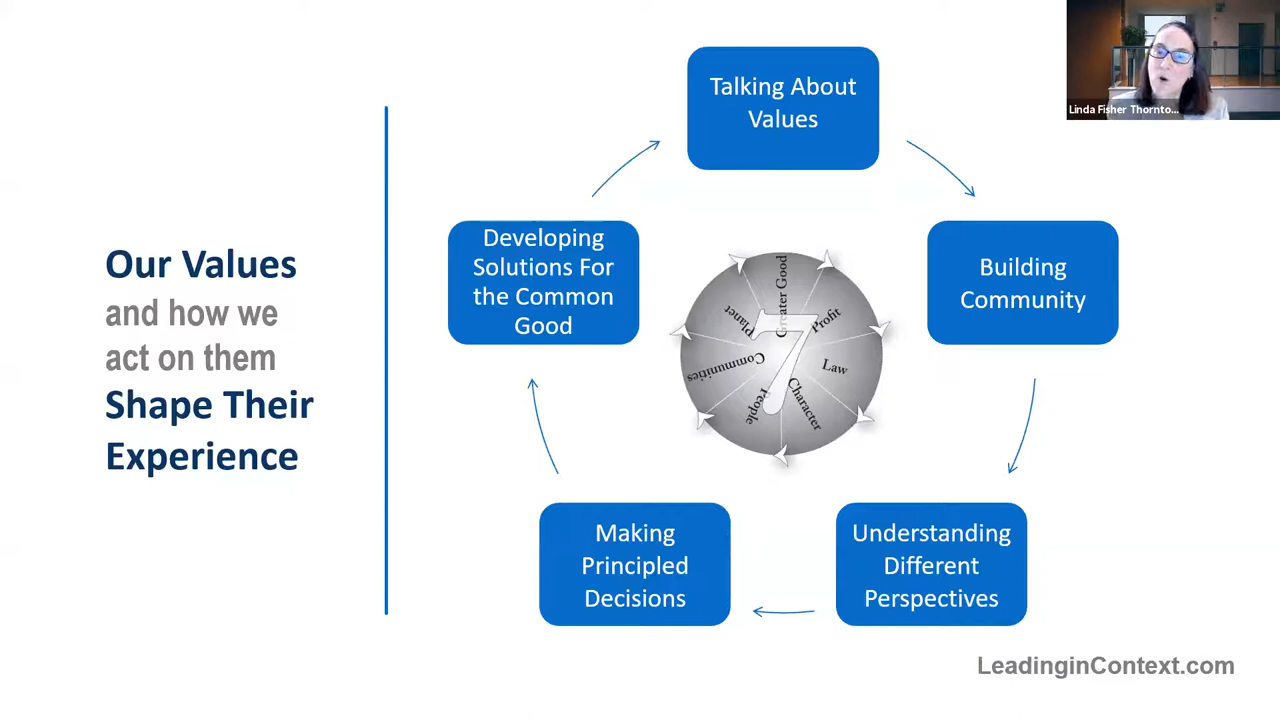 Linda Fisher Thornto...
Our Values
and how we
act on them
Shape Their
Experience
Talking About
Values
Building
Community
Understanding
Different
Perspectives
Making
Principled
Decisions
Developing
Solutions For
the Common
Good
Greater Good
Profit
Law
Character
People
Communities
Planet
7
LeadinginContext.com